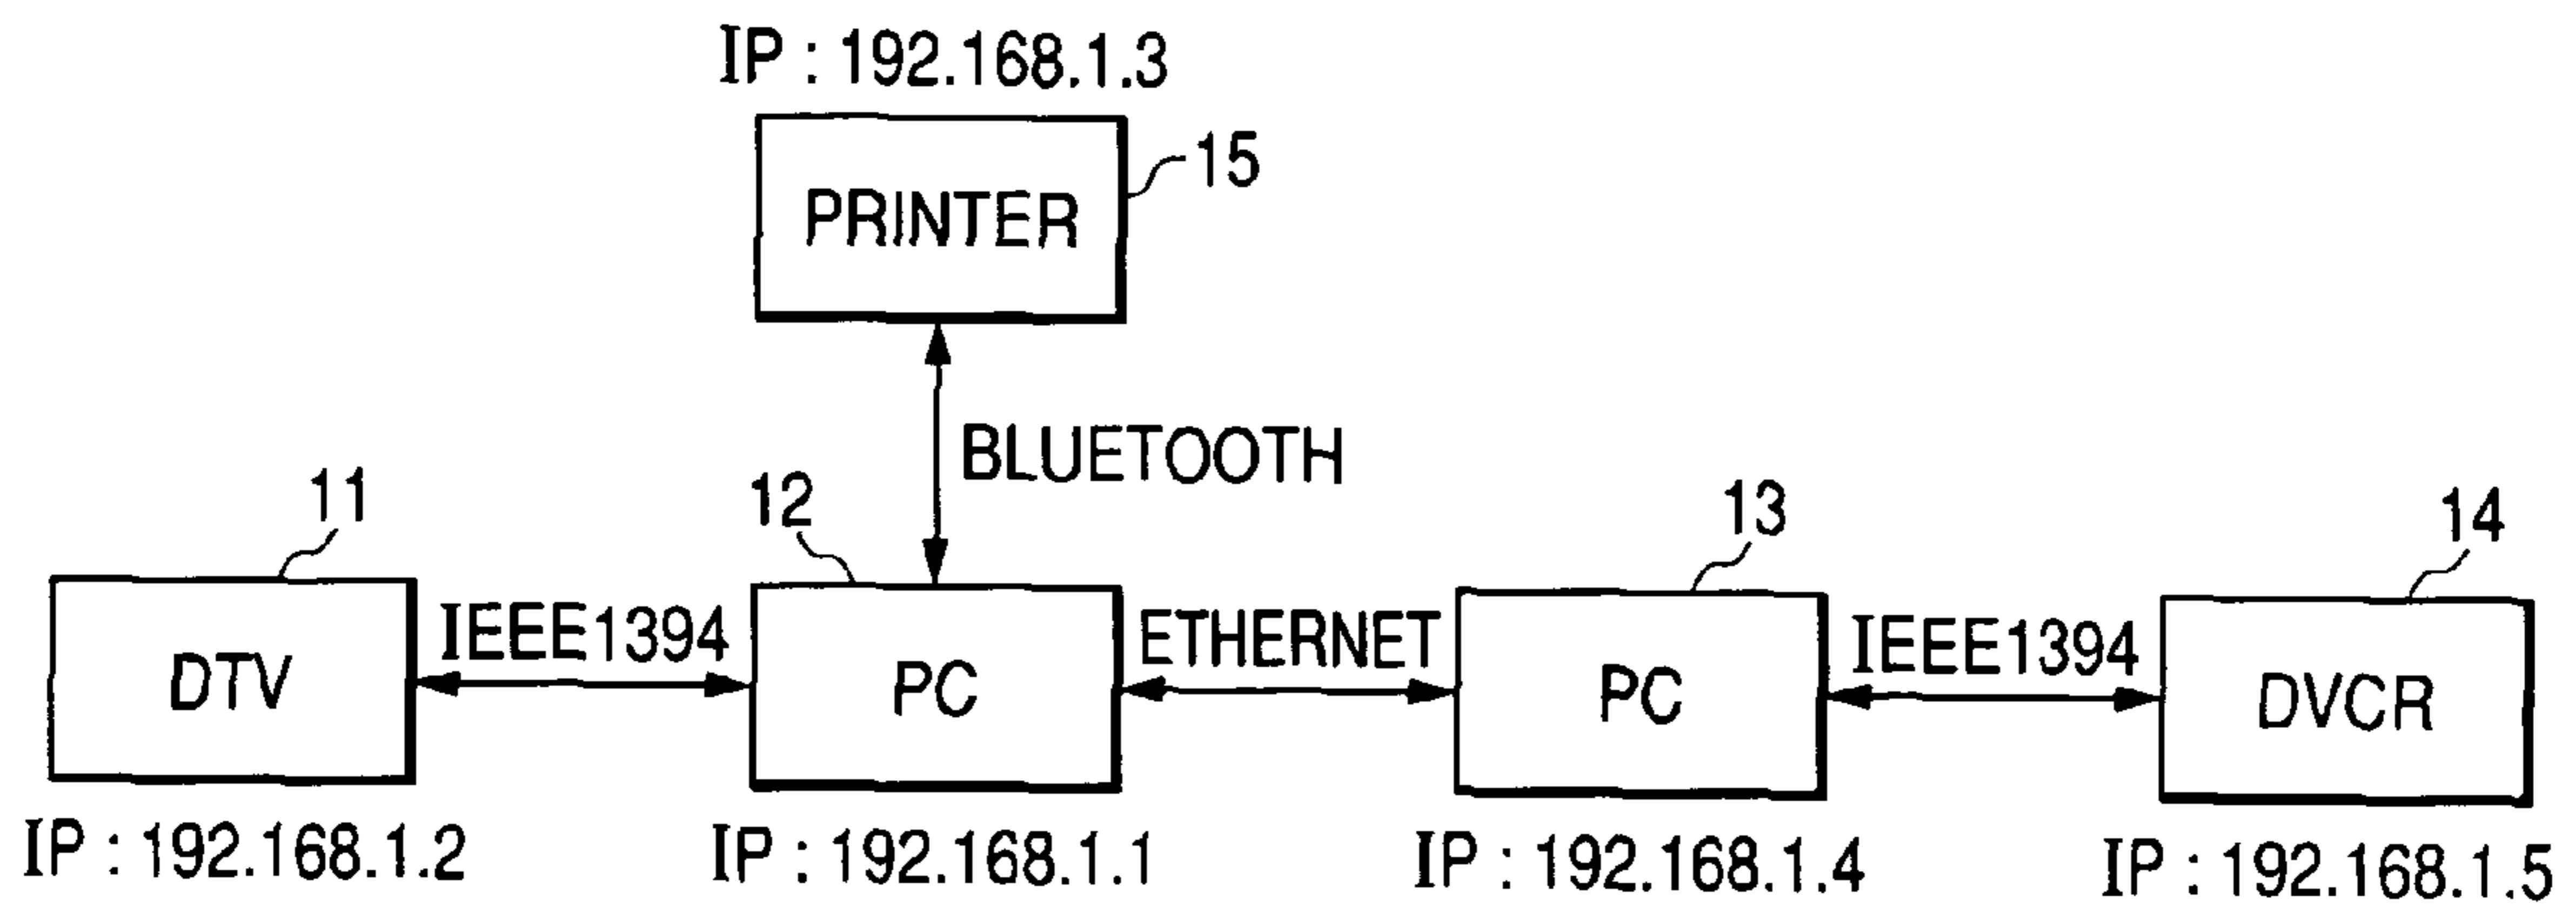 IP : 192.168.1.3
15
PRINTER
BLUETOOTH
11
12
13
14
DTV
IEEE1394
PC
ETHERNET
PC
IEEE1394
DVCR
IP : 192.168.1.2
IP : 192.168.1.1
IP : 192.168.1.4
IP : 192.168.1.5